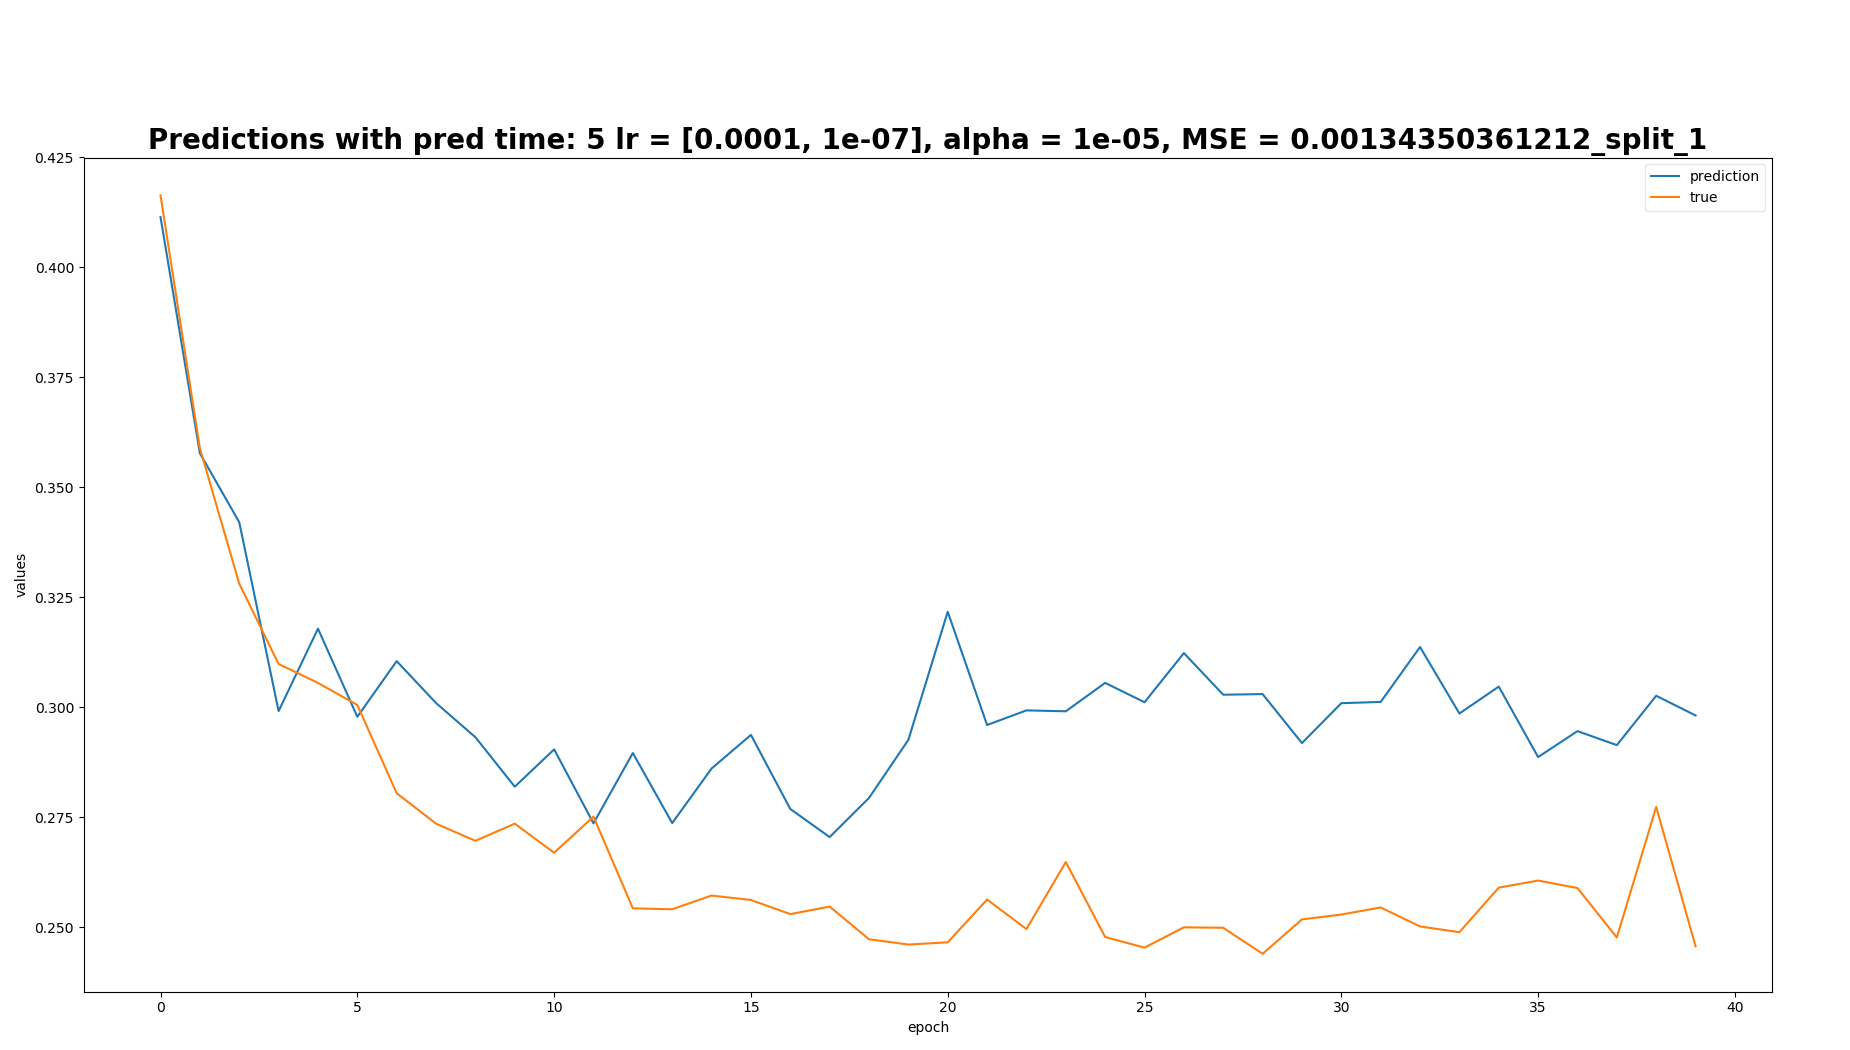 Predictions with pred time: 5 lr = [0.0001, 1e-07], alpha = 1e-05, MSE = 0.00134350361212_split_1
prediction
true
0.425
0.400
0.375
0.350
0.325
0.300
0.275
0.250
values
0 5 10 15 20 25 30 35 40
epoch